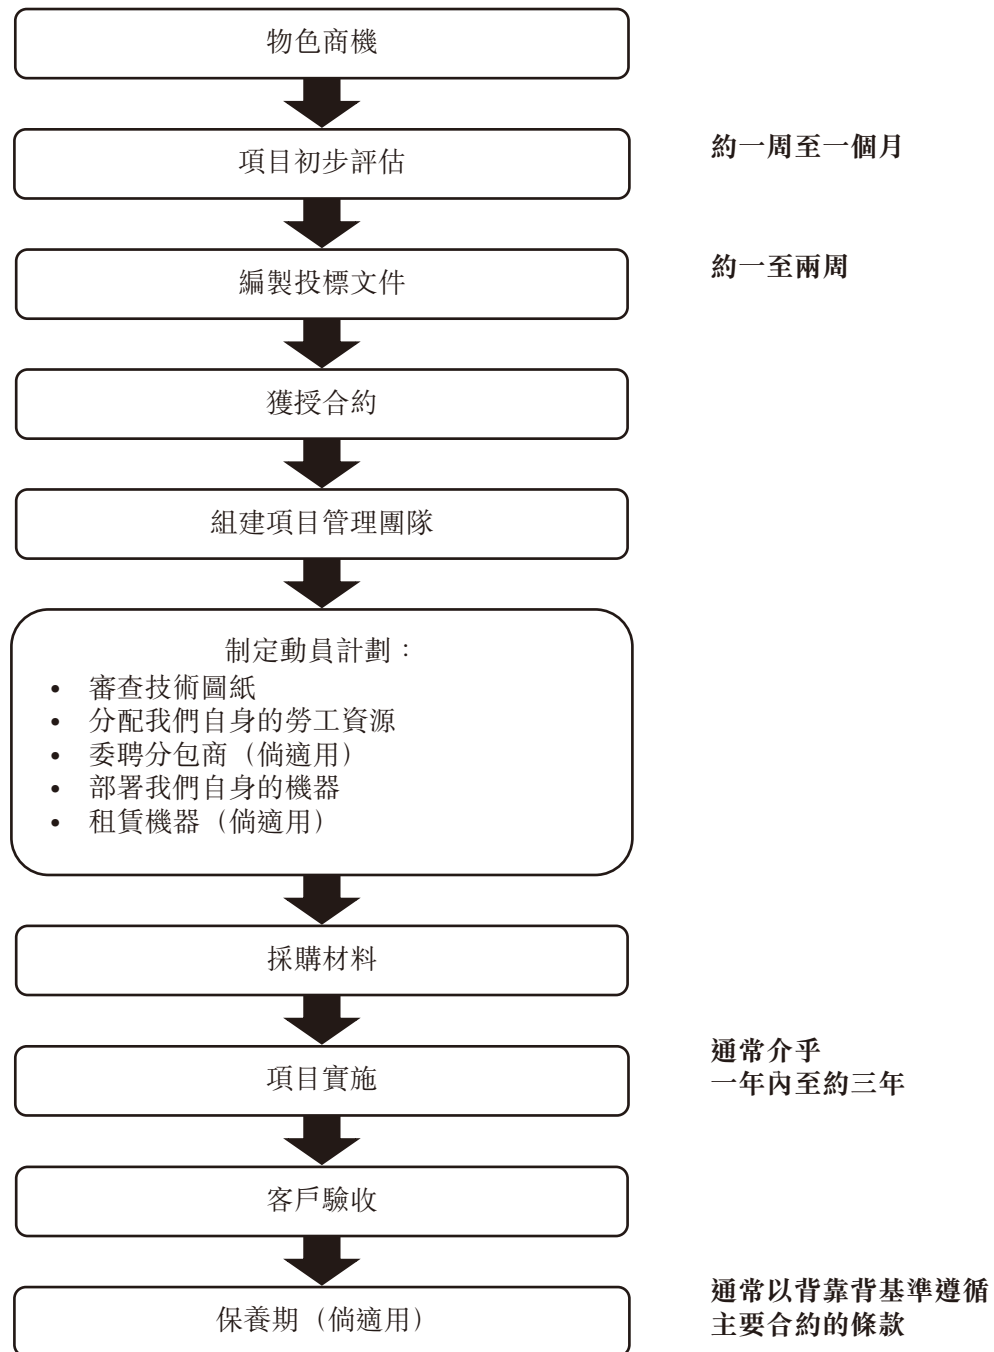 物色商機
項目初步評估
約一周至一個月
編製投標文件
約一至兩周
獲授合約
組建項目管理團隊
制定動員計劃：
• 審查技術圖紙
• 分配我們自身的勞工資源
• 委聘分包商（倘適用）
• 部署我們自身的機器
• 租賃機器（倘適用）
採購材料
項目實施
通常介乎
一年內至約三年
客戶驗收
保養期（倘適用）
通常以背靠背基準遵循
主要合約的條款